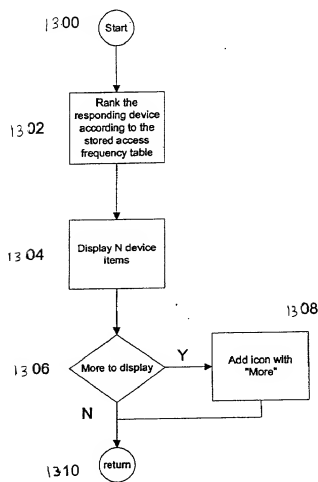 1300
Start
1302
Rank the
responding device
according to the
stored access
frequency table
1304
Display N device
items
1308
1306
More to display
Y
Add icon with
"More"
N
1310
return